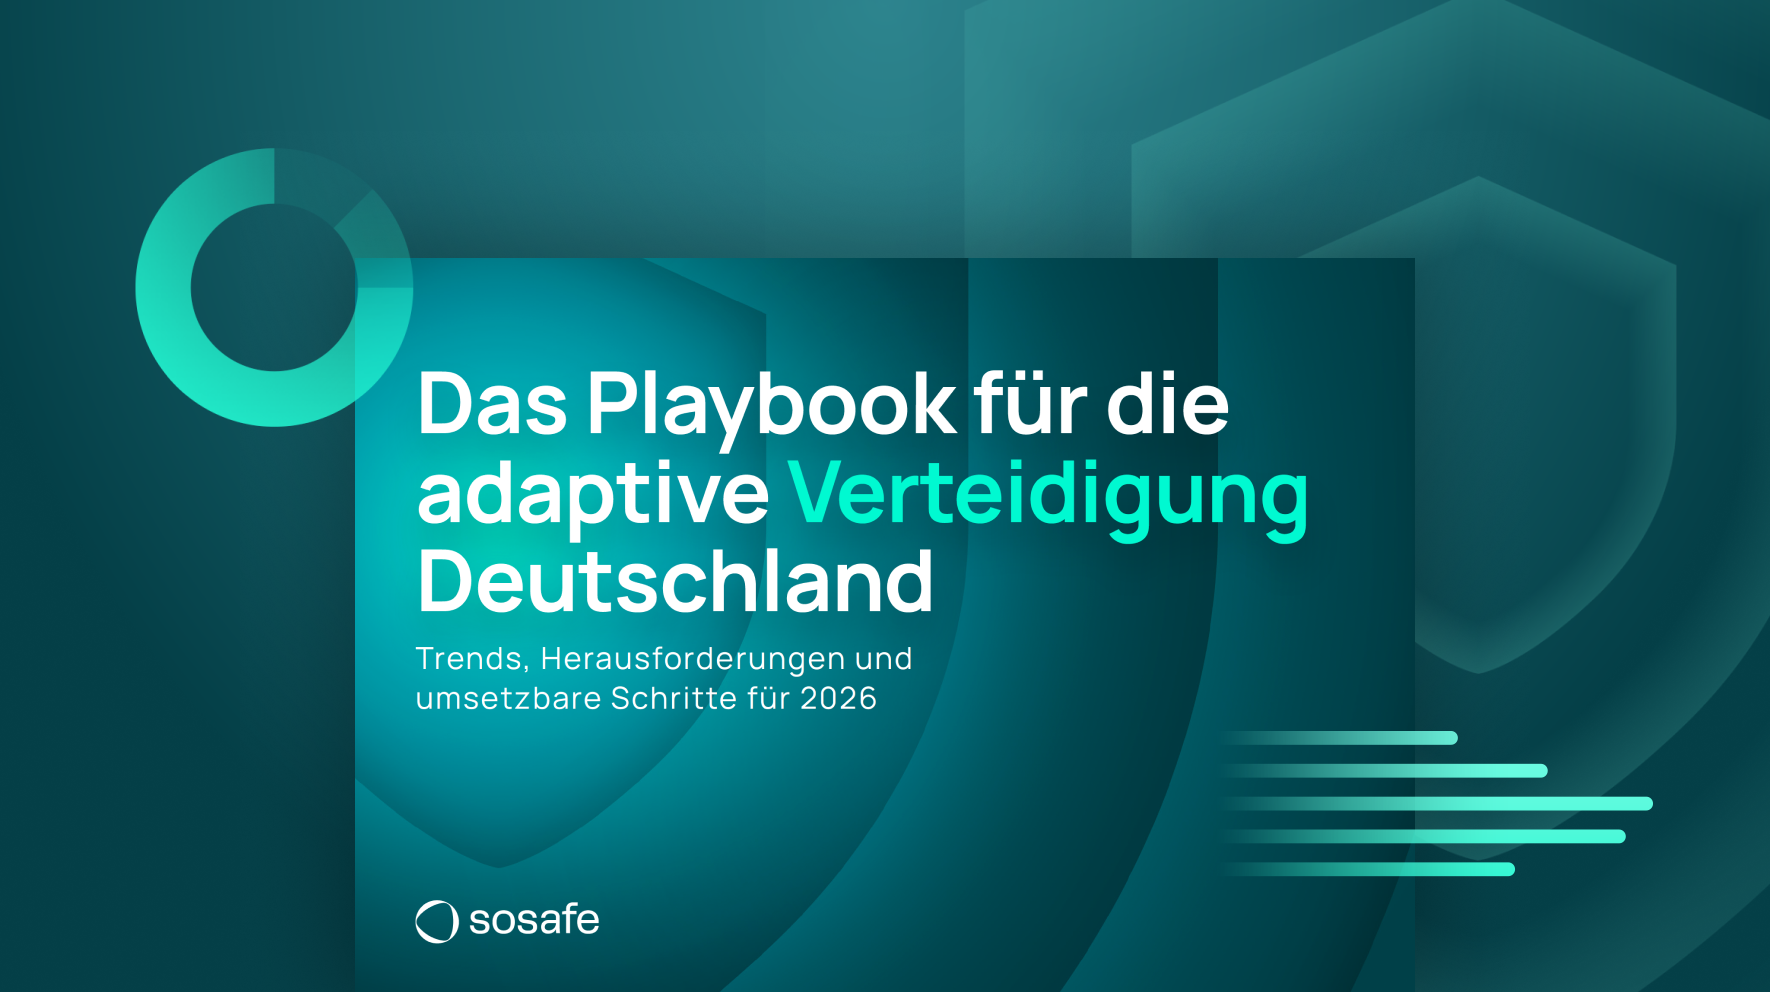 Das Playbook für die
adaptive Verteidigung
Deutschland
Trends, Herausforderungen und
umsetzbare Schritte für 2026
sosafe